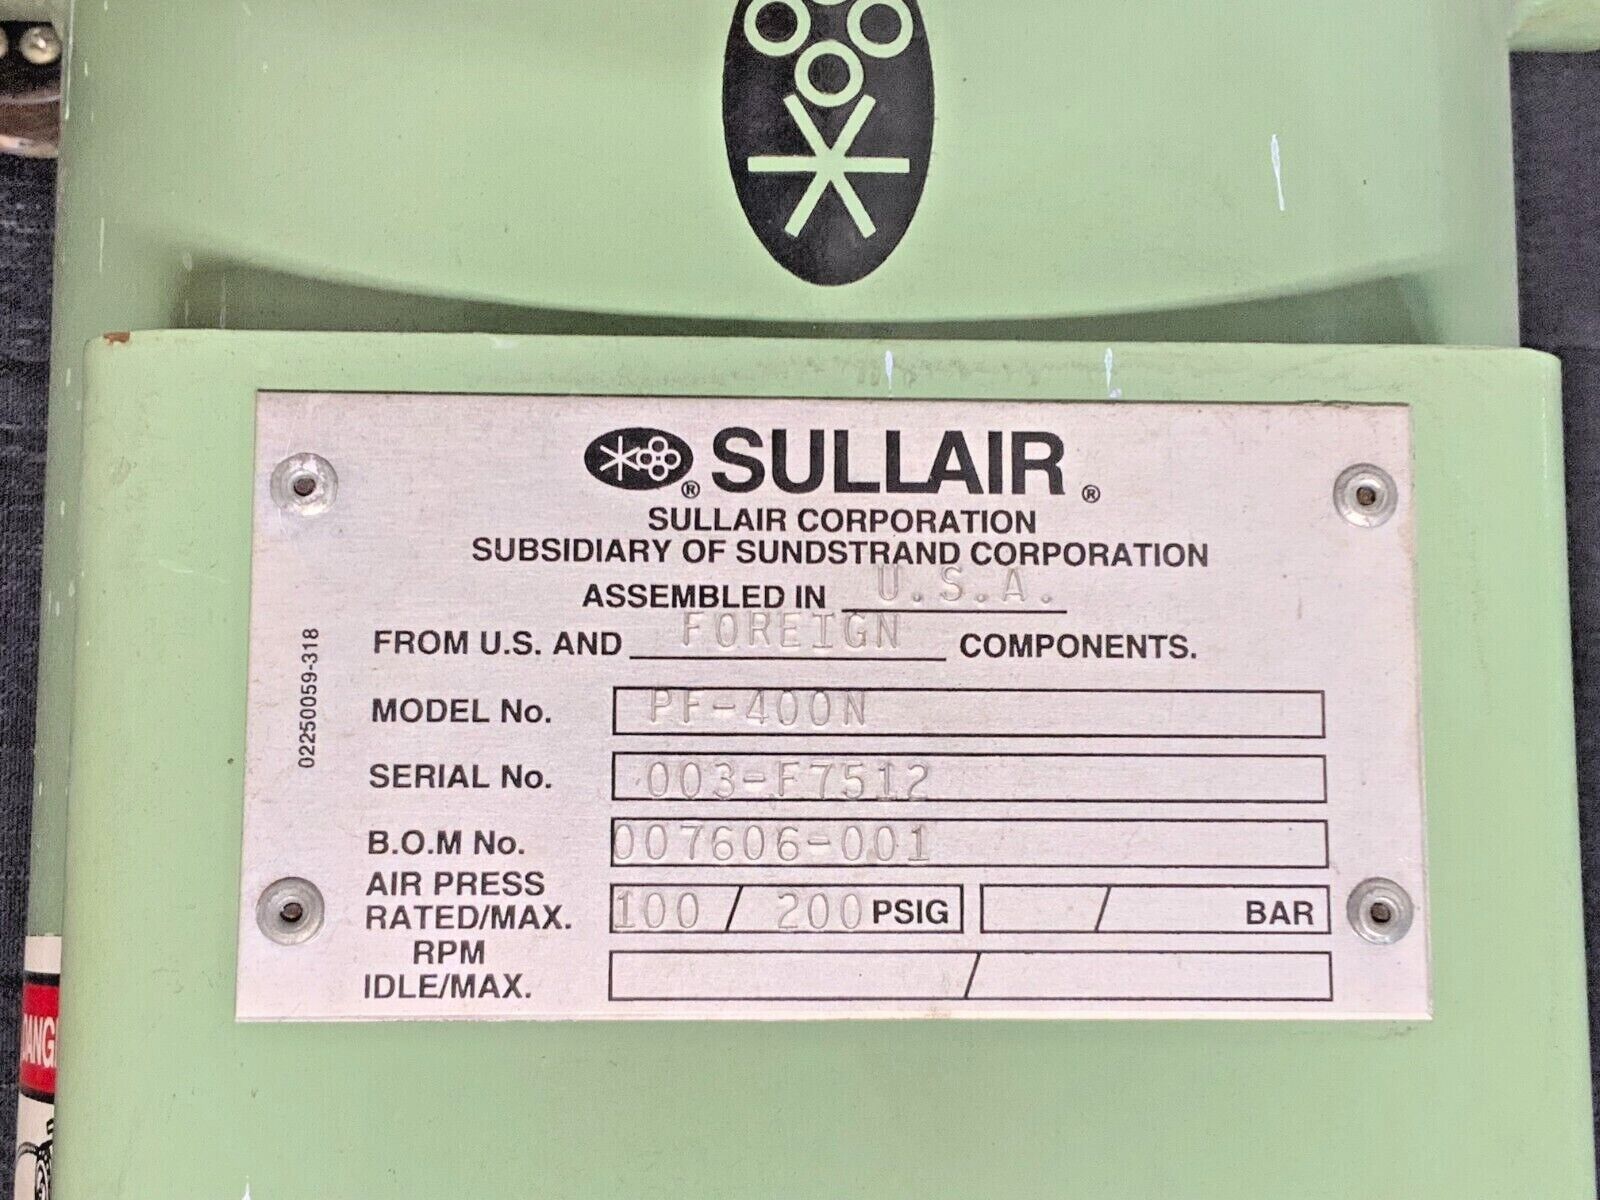 ® SULLAIR ®
SULLAIR CORPORATION
SUBSIDIARY OF SUNDSTRAND CORPORATION
ASSEMBLED IN U.S.A.
FROM U.S. AND FOREIGN COMPONENTS.
MODEL No. PF-400N
SERIAL No. 003-F7512
B.O.M No. 007606-001
AIR PRESS
RATED/MAX. 100 / 200 PSIG / BAR
RPM
IDLE/MAX. /
02250059-318